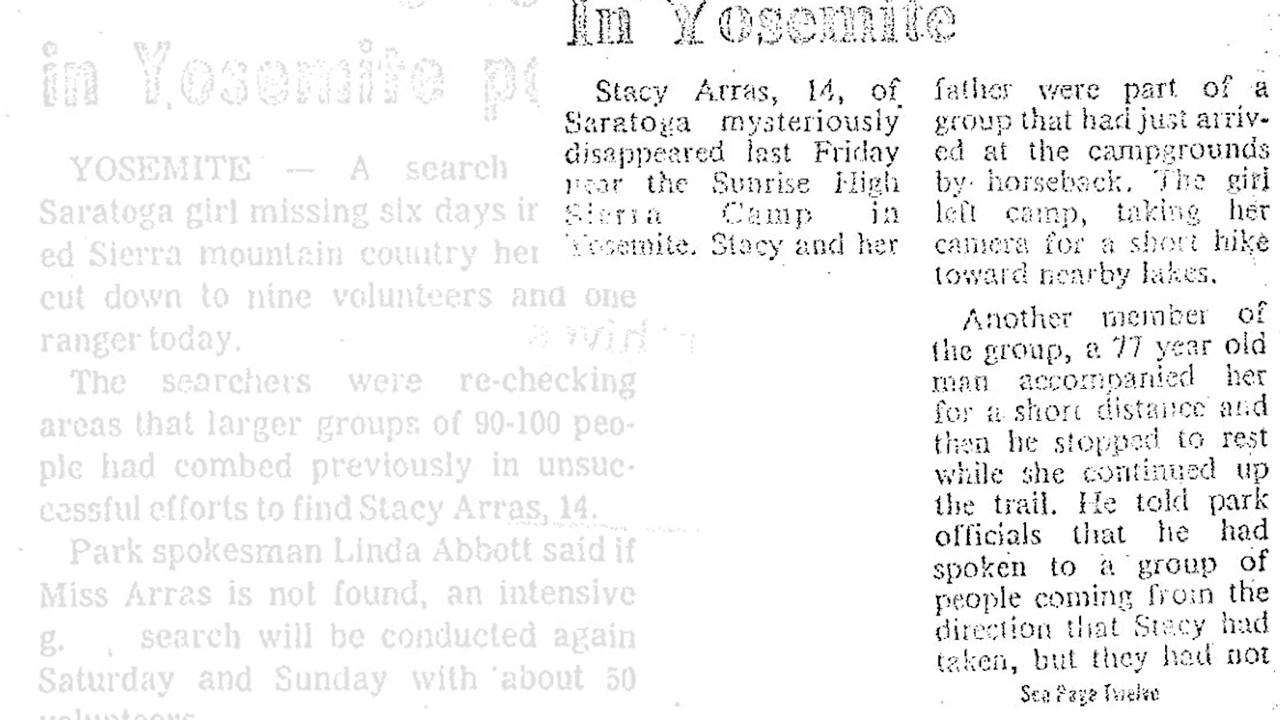 in Yosemite
YOSEMITE — A search
Saratoga girl missing six days
ed Sierra mountain country
cut down to nine volunteers and one
ranger today.
The searchers were re-checking
areas that larger groups of 90-100 peo-
ple had combed previously in unsuc-
cessful efforts to find Stacy Arras, 14.
Park spokesman Linda Abbott said if
Miss Arras is not found, an intensive
search will be conducted again
Saturday and Sunday with about 50
volunteers
In Yosemite
Stacy Arras, 14, of
Saratoga mysteriously
disappeared last Friday
near the Sunrise High
Sierra Camp in
Yosemite. Stacy and her
father were part of a
group that had just arriv-
ed at the campgrounds
by horseback. The girl
left camp, taking her
camera for a short hike
toward nearby lakes.
Another member of
the group, a 77 year old
man accompanied her
for a short distance and
then he stopped to rest
while she continued up
the trail. He told park
officials that he had
spoken to a group of
people coming from the
direction that Stacy had
taken, but they had not
See Page Twelve